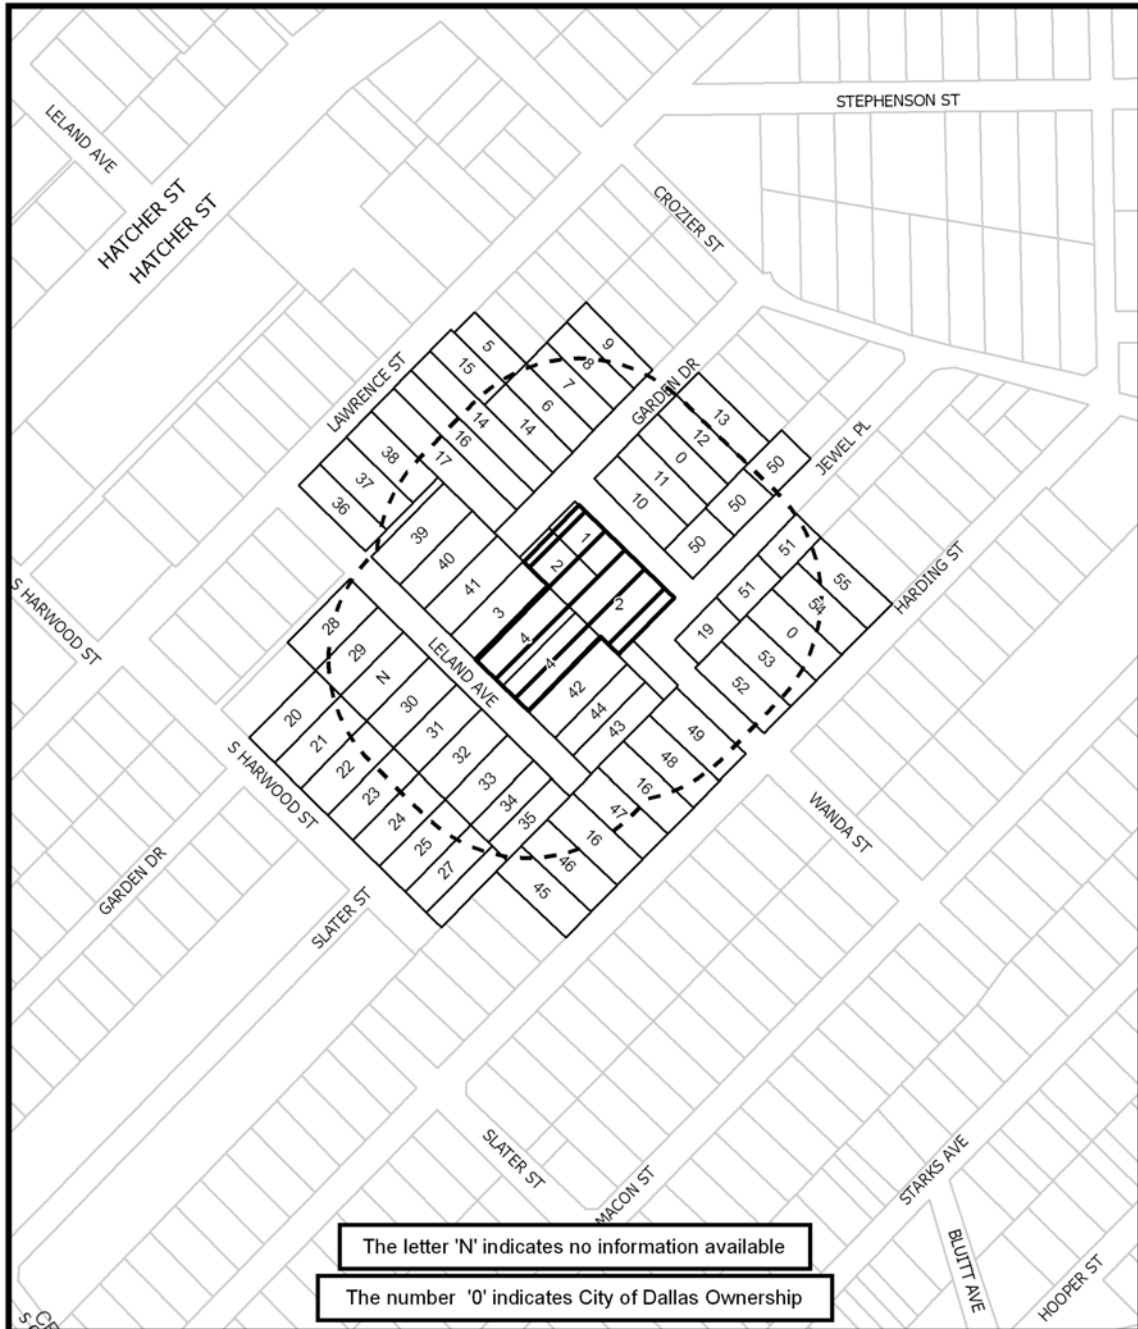 STEPHENSON ST
LELAND AVE
HATCHER ST
HATCHER ST
CROZIER ST
LAWRENCE ST
GARDEN DR
JEWEL PL
HARDING ST
S HARWOOD ST
LELAND AVE
S HARWOOD ST
GARDEN DR
SLATER ST
WANDA ST
SLATER ST
MACON ST
STARKS AVE
BLUITT AVE
HOOPER ST
5
15
9
8
7
6
14
14
16
17
38
37
36
13
12
0
11
10
50
50
50
39
40
41
3
1
2
2
4
4
51
51
19
55
54
0
53
52
28
29
N
30
31
32
33
34
35
20
21
22
23
24
25
27
42
44
43
49
48
16
47
16
46
45
The letter 'N' indicates no information available
The number '0' indicates City of Dallas Ownership